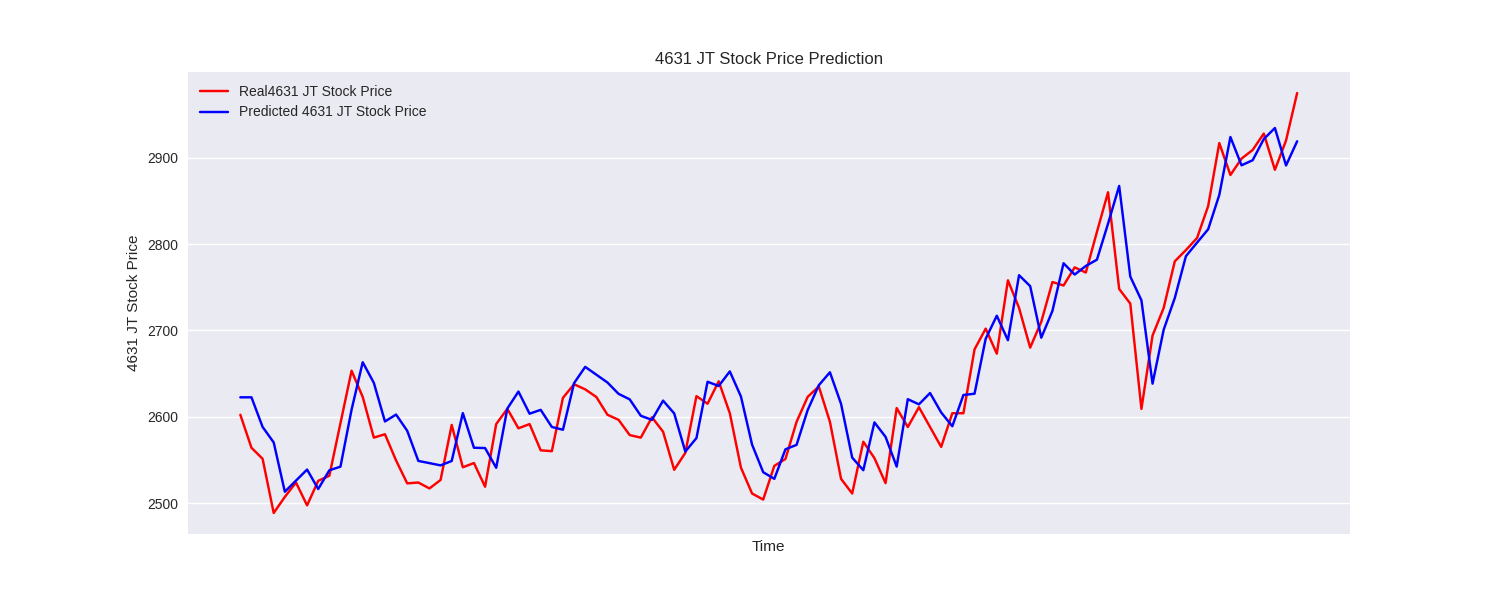 4631 JT Stock Price Prediction
Real4631 JT Stock Price
Predicted 4631 JT Stock Price
2900
2800
2700
2600
2500
4631 JT Stock Price
Time